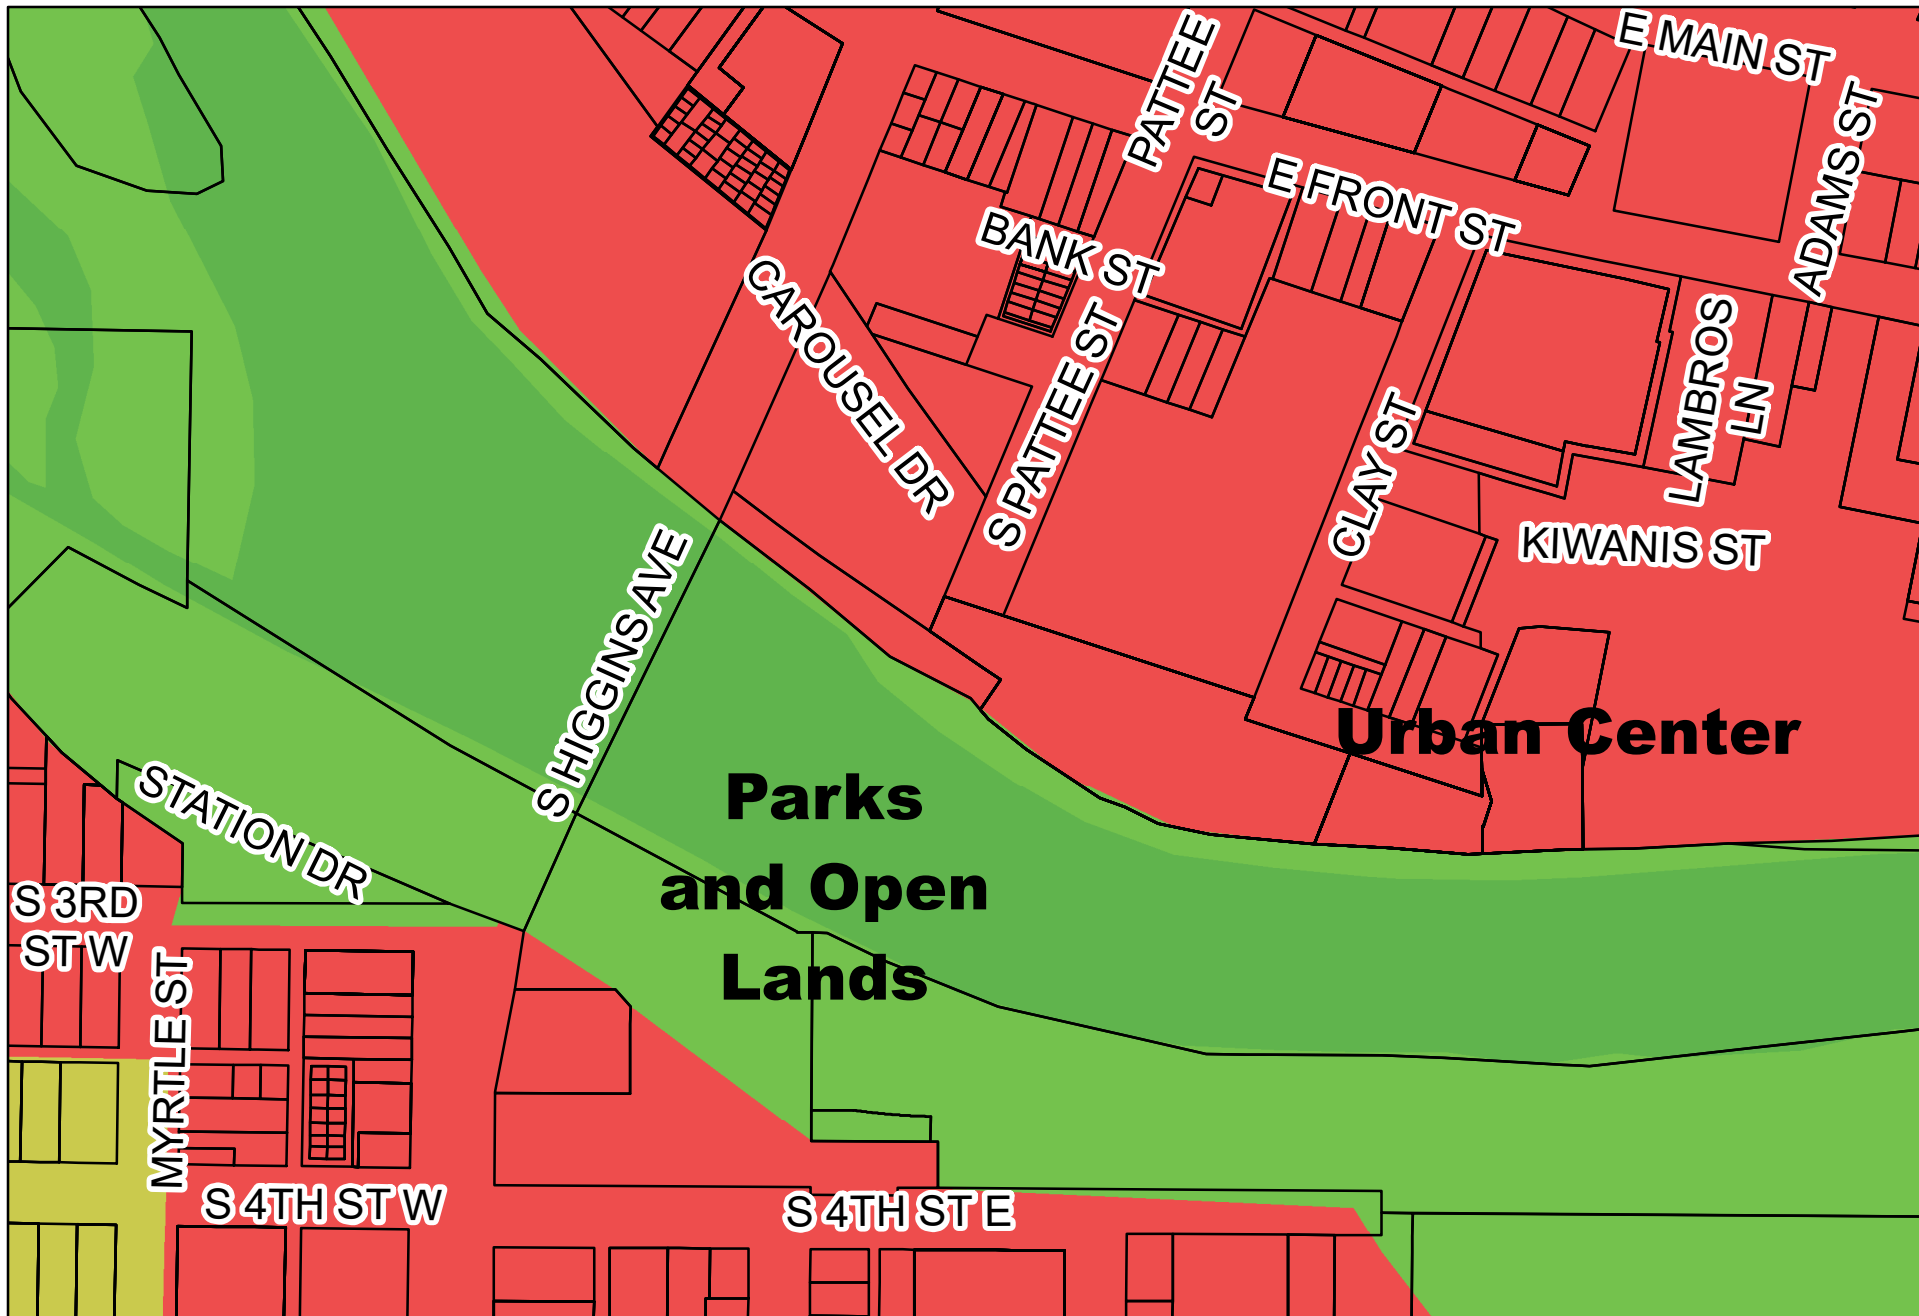 E MAIN ST
PATTEE
ST
ADAMS ST
E FRONT ST
BANK ST
CAROUSEL DR
S PATTEE ST
LAMBROS
LN
CLAY ST
KIWANIS ST
S HIGGINS AVE
Urban Center
Parks
and Open
Lands
STATION DR
S 3RD
ST W
MYRTLE ST
S 4TH ST W
S 4TH ST E